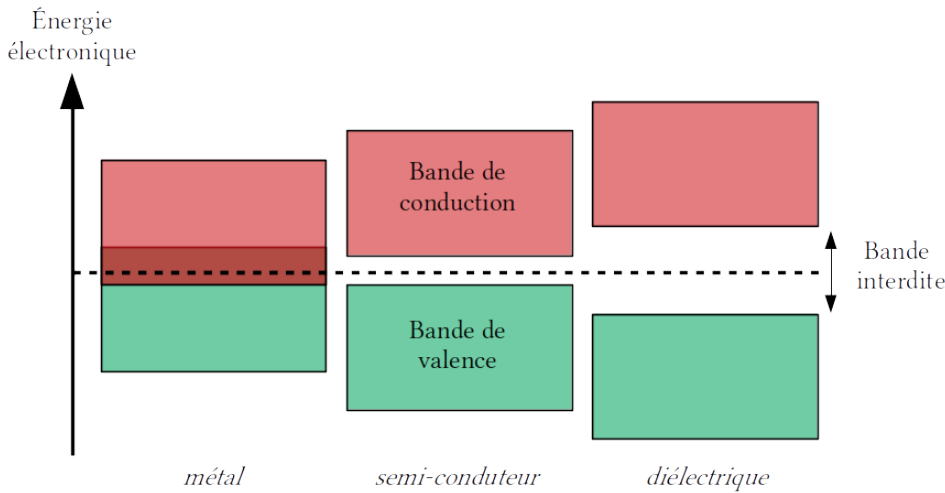 Énergie
électronique
Bande de
conduction
Bande
interdite
Bande de
valence
métal
semi-conduteur
diélectrique